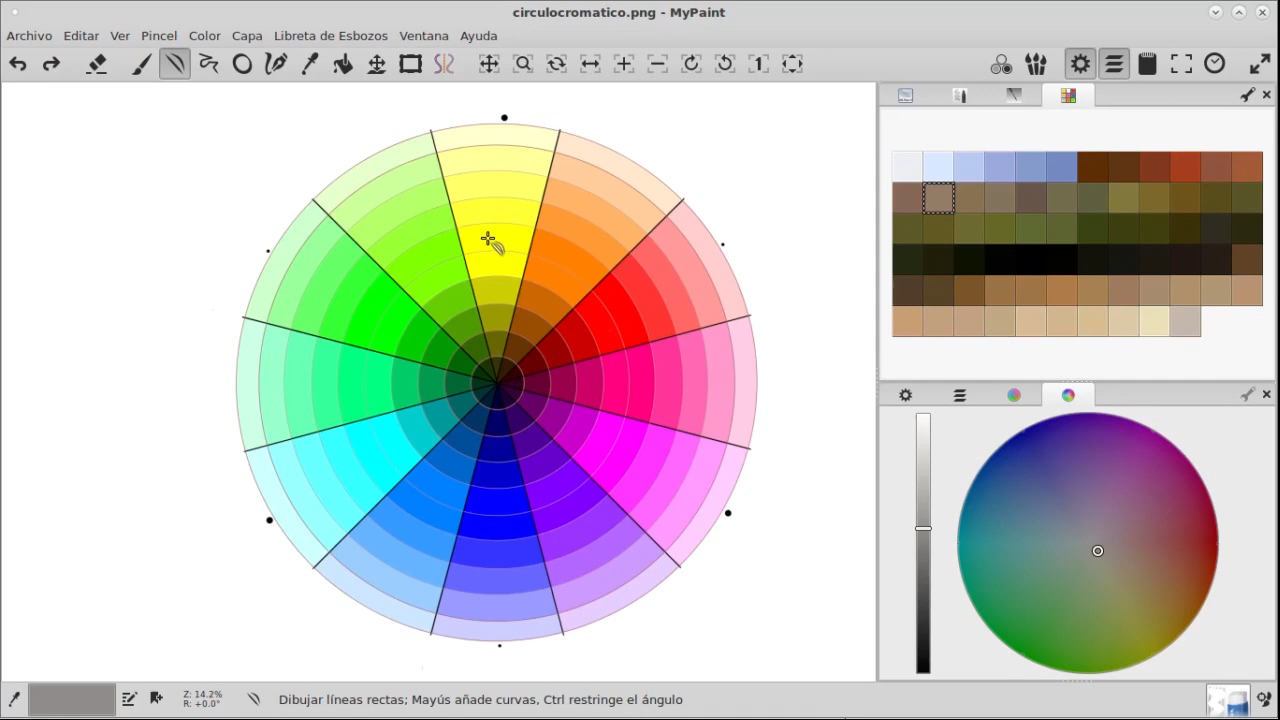 circulocromatico.png - MyPaint
Archivo Editar Ver Pincel Color Capa Libreta de Esbozos Ventana Ayuda
1
Z: 14.2%
R: +0.0°
Dibujar líneas rectas; Mayús añade curvas, Ctrl restringe el ángulo